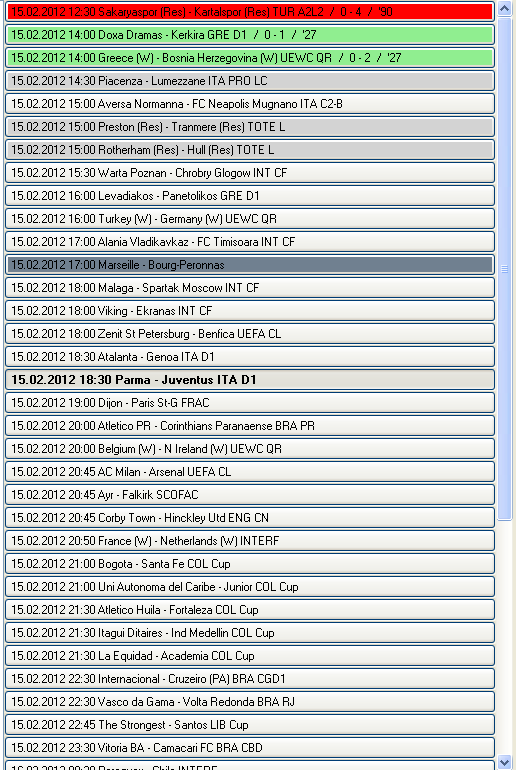 15.02.2012 12:30 Sakaryaspor (Res) - Kartalspor (Res) TUR A2L2 / 0 - 4 / '90
15.02.2012 14:00 Doxa Dramas - Kerkira GRE D1 / 0 - 1 / '27
15.02.2012 14:00 Greece (W) - Bosnia Herzegovina (W) UEWC QR / 0 - 2 / '27
15.02.2012 14:30 Piacenza - Lumezzane ITA PRO LC
15.02.2012 15:00 Aversa Normanna - FC Neapolis Mugnano ITA C2-B
15.02.2012 15:00 Preston (Res) - Tranmere (Res) TOTE L
15.02.2012 15:00 Rotherham (Res) - Hull (Res) TOTE L
15.02.2012 15:30 Warta Poznan - Chrobry Glogow INT CF
15.02.2012 16:00 Levadiakos - Panetolikos GRE D1
15.02.2012 16:00 Turkey (W) - Germany (W) UEWC QR
15.02.2012 17:00 Alania Vladikavkaz - FC Timisoara INT CF
15.02.2012 17:00 Marseille - Bourg-Peronnas
15.02.2012 18:00 Malaga - Spartak Moscow INT CF
15.02.2012 18:00 Viking - Ekranas INT CF
15.02.2012 18:00 Zenit St Petersburg - Benfica UEFA CL
15.02.2012 18:30 Atalanta - Genoa ITA D1
15.02.2012 18:30 Parma - Juventus ITA D1
15.02.2012 19:00 Dijon - Paris St-G FRAC
15.02.2012 20:00 Atletico PR - Corinthians Paranaense BRA PR
15.02.2012 20:00 Belgium (W) - N Ireland (W) UEWC QR
15.02.2012 20:45 AC Milan - Arsenal UEFA CL
15.02.2012 20:45 Ayr - Falkirk SCOFAC
15.02.2012 20:45 Corby Town - Hinckley Utd ENG CN
15.02.2012 20:50 France (W) - Netherlands (W) INTERF
15.02.2012 21:00 Bogota - Santa Fe COL Cup
15.02.2012 21:00 Uni Autonoma del Caribe - Junior COL Cup
15.02.2012 21:30 Atletico Huila - Fortaleza COL Cup
15.02.2012 21:30 Itagui Ditaires - Ind Medellin COL Cup
15.02.2012 21:30 La Equidad - Academia COL Cup
15.02.2012 22:30 Internacional - Cruzeiro (PA) BRA CGD1
15.02.2012 22:30 Vasco da Gama - Volta Redonda BRA RJ
15.02.2012 22:45 The Strongest - Santos LIB Cup
15.02.2012 23:30 Vitoria BA - Camacari FC BRA CBD